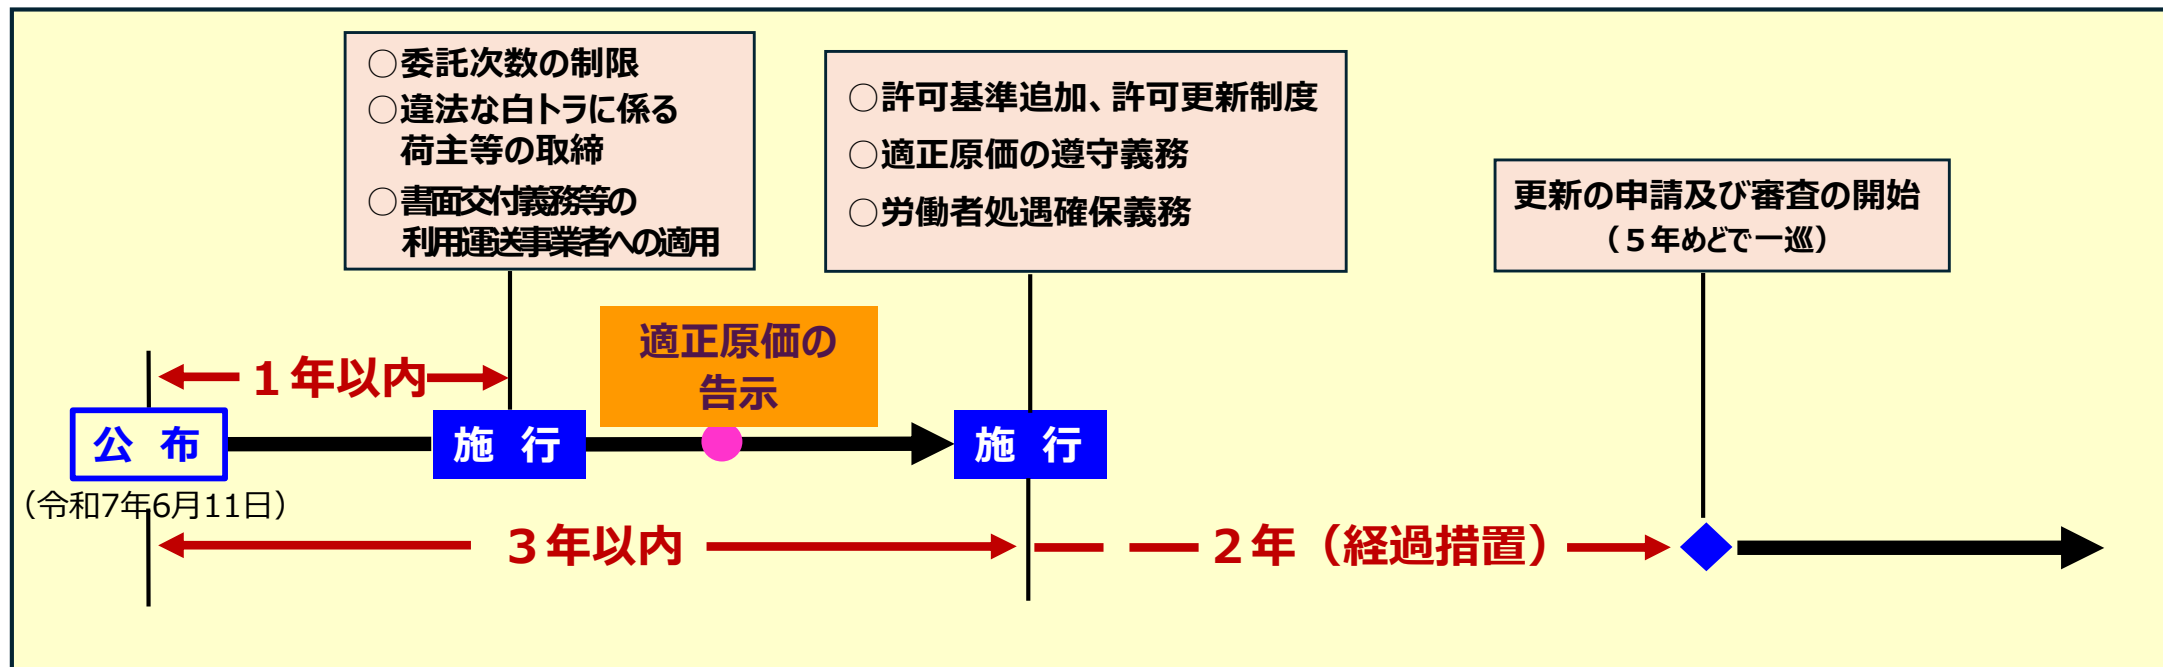 ○委託次数の制限
○違法な白トラに係る
荷主等の取締
○書面交付義務等の
利用運送事業者への適用
○許可基準追加、許可更新制度
○適正原価の遵守義務
○労働者処遇確保義務
更新の申請及び審査の開始
（５年めどで一巡）
適正原価の
告示
１年以内
公 布
施 行
施 行
（令和7年6月11日）
３年以内
２年（経過措置）